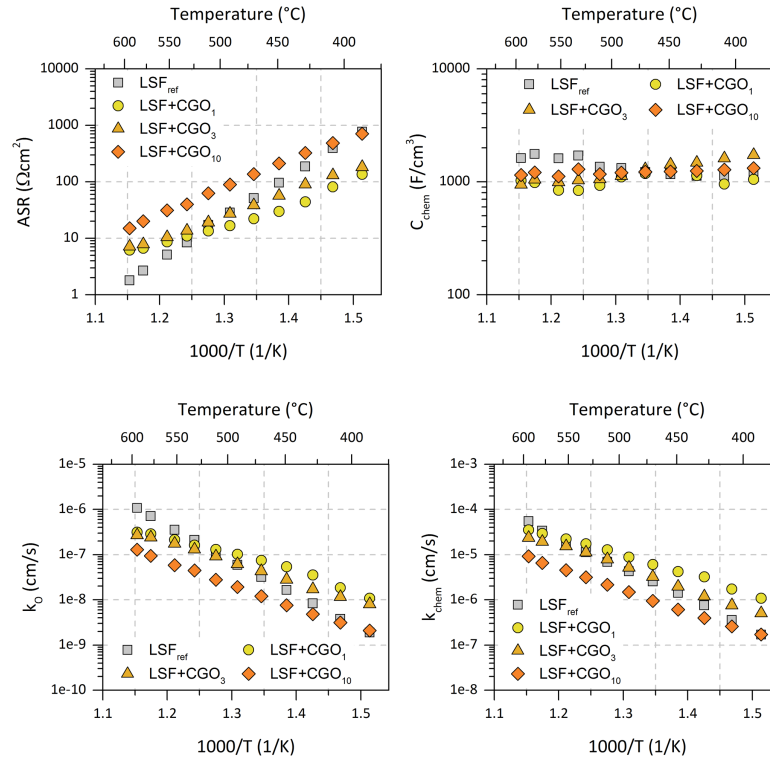 Temperature (°C)
600 550 500 450 400
10000
1000
100
10
1
ASR (Ωcm²)
LSF_ref
LSF+CGO₁
LSF+CGO₃
LSF+CGO₁₀
1.1 1.2 1.3 1.4 1.5
1000/T (1/K)
Temperature (°C)
600 550 500 450 400
10000
1000
100
C_chem (F/cm³)
LSF_ref LSF+CGO₁
LSF+CGO₃ LSF+CGO₁₀
1.1 1.2 1.3 1.4 1.5
1000/T (1/K)
Temperature (°C)
600 550 500 450 400
1E-5
1E-6
1E-7
1E-8
1E-9
1E-10
k_O (cm/s)
LSF_ref LSF+CGO₁
LSF+CGO₃ LSF+CGO₁₀
1.1 1.2 1.3 1.4 1.5
1000/T (1/K)
Temperature (°C)
600 550 500 450 400
1E-3
1E-4
1E-5
1E-6
1E-7
1E-8
k_chem (cm/s)
LSF_ref
LSF+CGO₁
LSF+CGO₃
LSF+CGO₁₀
1.1 1.2 1.3 1.4 1.5
1000/T (1/K)